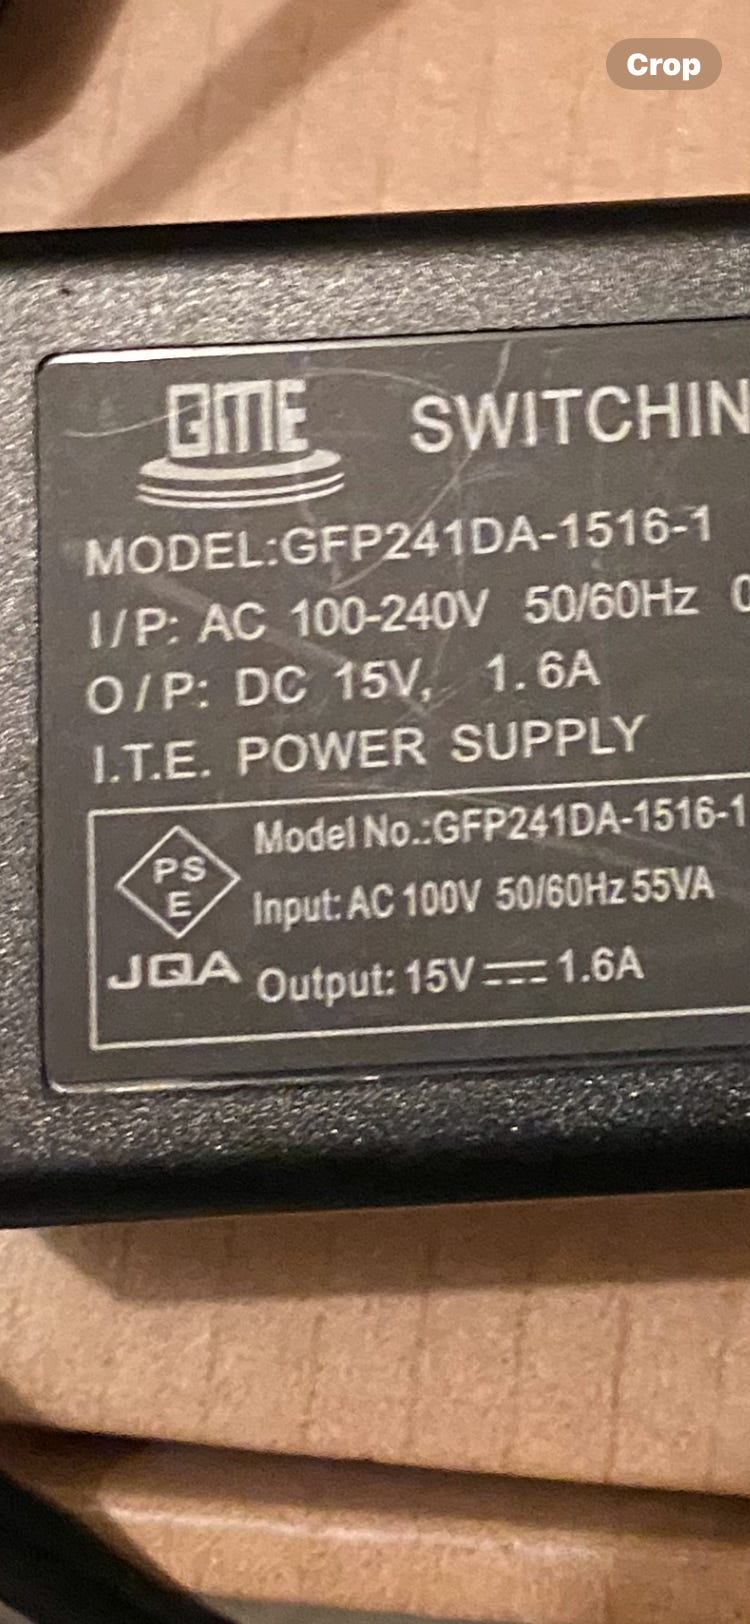 Crop
GME SWITCHIN
MODEL:GFP241DA-1516-1
I/P: AC 100-240V 50/60Hz 0
O/P: DC 15V, 1.6A
I.T.E. POWER SUPPLY
PS
E
JQA
Model No.:GFP241DA-1516-1
Input: AC 100V 50/60Hz 55VA
Output: 15V 1.6A